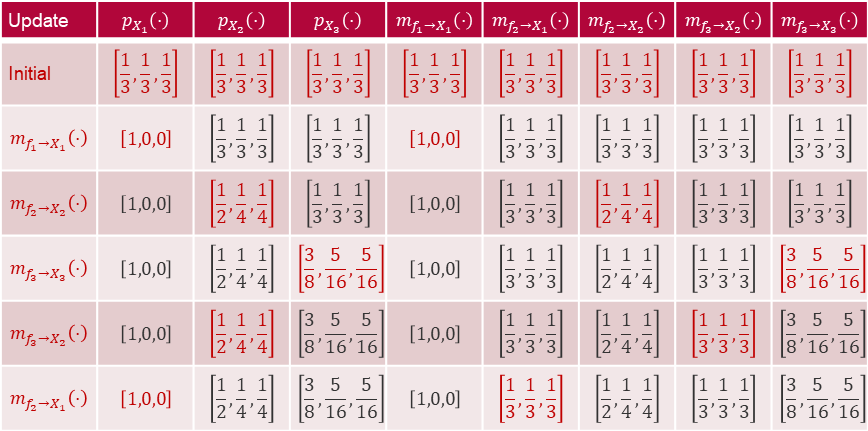 Update p_{X_1}(·) p_{X_2}(·) p_{X_3}(·) m_{f_1→X_1}(·) m_{f_2→X_1}(·) m_{f_2→X_2}(·) m_{f_3→X_2}(·) m_{f_3→X_3}(·)
Initial [1/3, 1/3, 1/3] [1/3, 1/3, 1/3] [1/3, 1/3, 1/3] [1/3, 1/3, 1/3] [1/3, 1/3, 1/3] [1/3, 1/3, 1/3] [1/3, 1/3, 1/3] [1/3, 1/3, 1/3]
m_{f_1→X_1}(·) [1,0,0] [1/3, 1/3, 1/3] [1/3, 1/3, 1/3] [1,0,0] [1/3, 1/3, 1/3] [1/3, 1/3, 1/3] [1/3, 1/3, 1/3] [1/3, 1/3, 1/3]
m_{f_2→X_2}(·) [1,0,0] [1/2, 1/4, 1/4] [1/3, 1/3, 1/3] [1,0,0] [1/3, 1/3, 1/3] [1/2, 1/4, 1/4] [1/3, 1/3, 1/3] [1/3, 1/3, 1/3]
m_{f_3→X_3}(·) [1,0,0] [1/2, 1/4, 1/4] [3/8, 5/16, 5/16] [1,0,0] [1/3, 1/3, 1/3] [1/2, 1/4, 1/4] [1/3, 1/3, 1/3] [3/8, 5/16, 5/16]
m_{f_3→X_2}(·) [1,0,0] [1/2, 1/4, 1/4] [3/8, 5/16, 5/16] [1,0,0] [1/3, 1/3, 1/3] [1/2, 1/4, 1/4] [1/3, 1/3, 1/3] [3/8, 5/16, 5/16]
m_{f_2→X_1}(·) [1,0,0] [1/2, 1/4, 1/4] [3/8, 5/16, 5/16] [1,0,0] [1/3, 1/3, 1/3] [1/2, 1/4, 1/4] [1/3, 1/3, 1/3] [3/8, 5/16, 5/16]